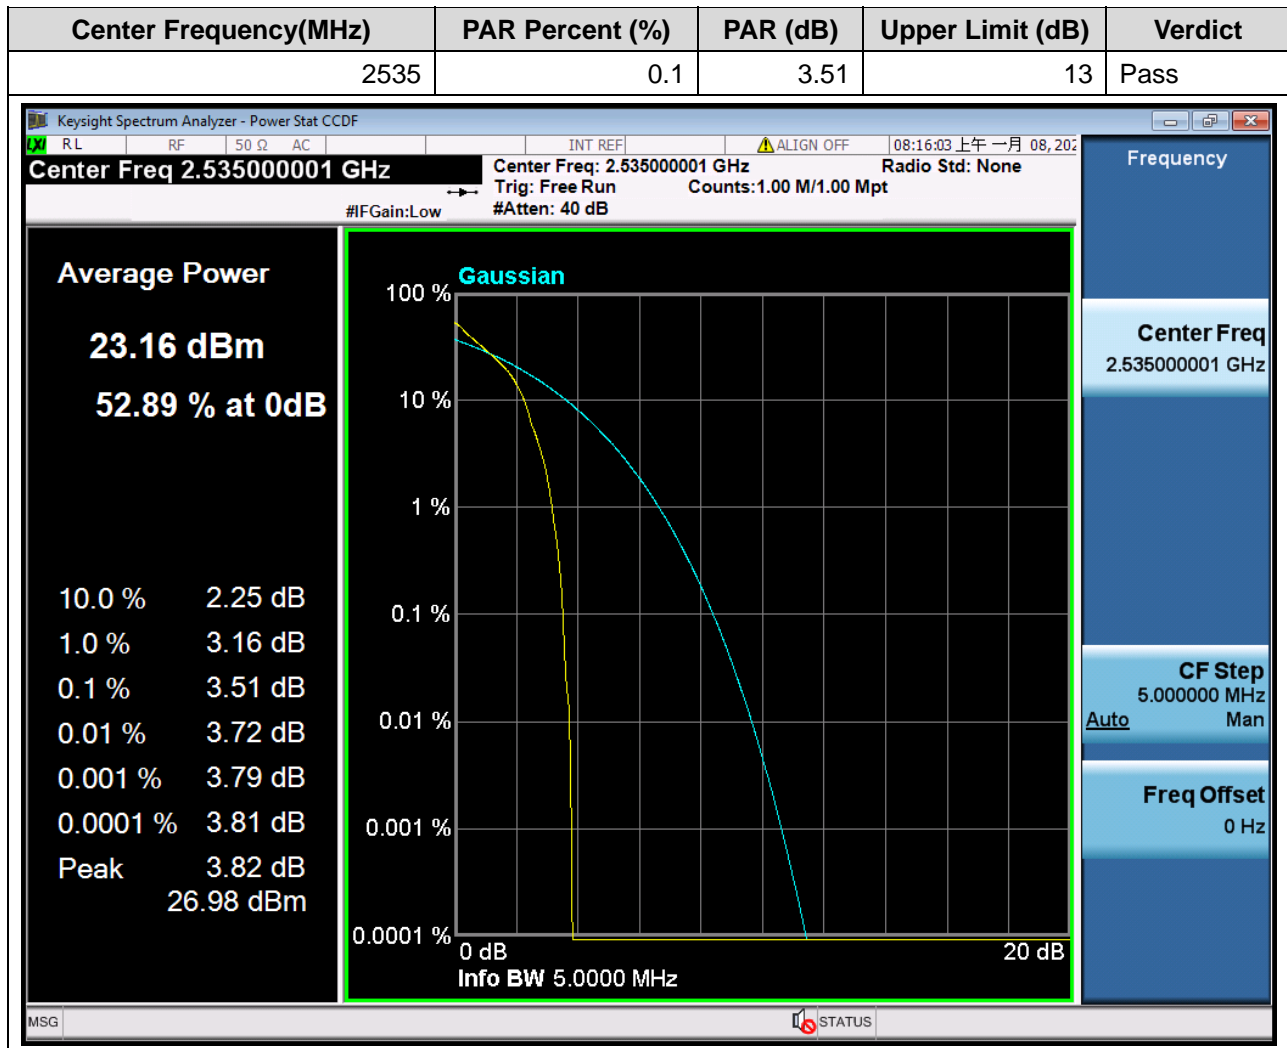 Center Frequency(MHz) PAR Percent (%) PAR (dB) Upper Limit (dB) Verdict
2535 0.1 3.51 13 Pass
Keysight Spectrum Analyzer - Power Stat CCDF
LXI RL RF 50 Ω AC INT REF ALIGN OFF 08:16:03 上午 一月 08, 202
Center Freq 2.535000001 GHz
Center Freq: 2.535000001 GHz Radio Std: None
Trig: Free Run Counts:1.00 M/1.00 Mpt
#IFGain:Low #Atten: 40 dB
Average Power
23.16 dBm
52.89 % at 0dB
10.0 % 2.25 dB
1.0 % 3.16 dB
0.1 % 3.51 dB
0.01 % 3.72 dB
0.001 % 3.79 dB
0.0001 % 3.81 dB
Peak 3.82 dB
26.98 dBm
Gaussian
100 %
10 %
1 %
0.1 %
0.01 %
0.001 %
0.0001 %
0 dB 20 dB
Info BW 5.0000 MHz
Frequency
Center Freq
2.535000001 GHz
CF Step
5.000000 MHz
Auto Man
Freq Offset
0 Hz
MSG STATUS